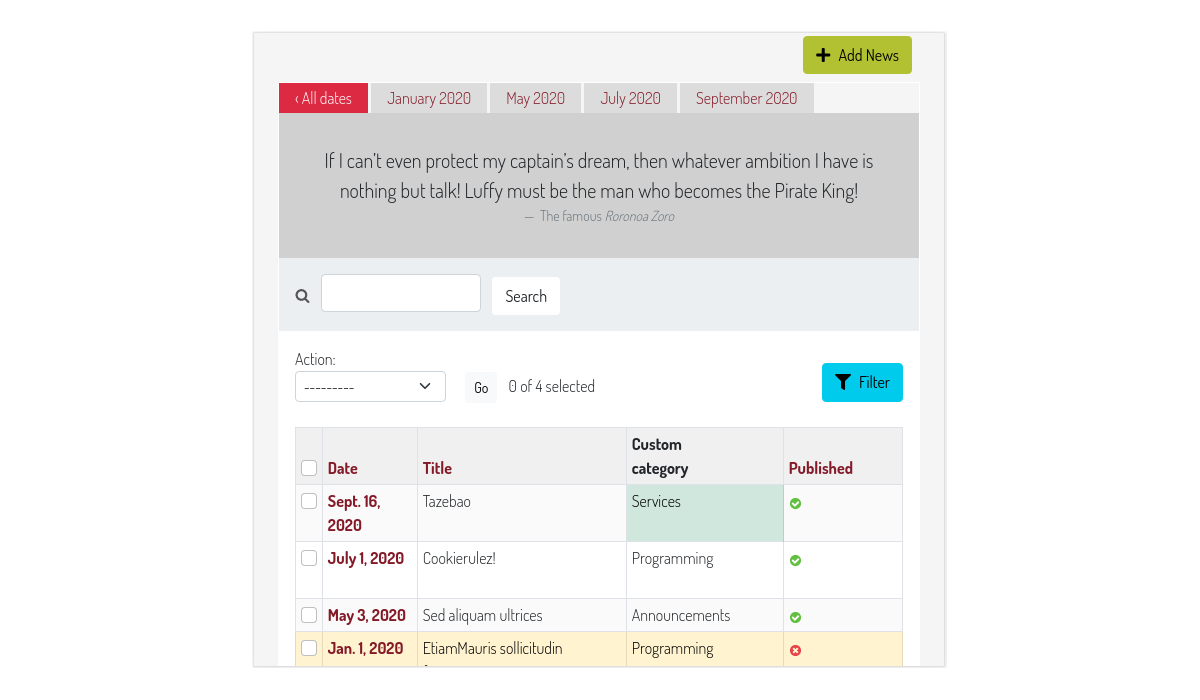 Add News
‹ All dates
January 2020
May 2020
July 2020
September 2020
If I can’t even protect my captain’s dream, then whatever ambition I have is
nothing but talk! Luffy must be the man who becomes the Pirate King!
— The famous Roronoa Zoro
Search
Action:
---------
Go
0 of 4 selected
Filter
Date
Title
Custom
category
Published
Sept. 16,
2020
Tazebao
Services
July 1, 2020
Cookierulez!
Programming
May 3, 2020
Sed aliquam ultrices
Announcements
Jan. 1, 2020
EtiamMauris sollicitudin
Programming